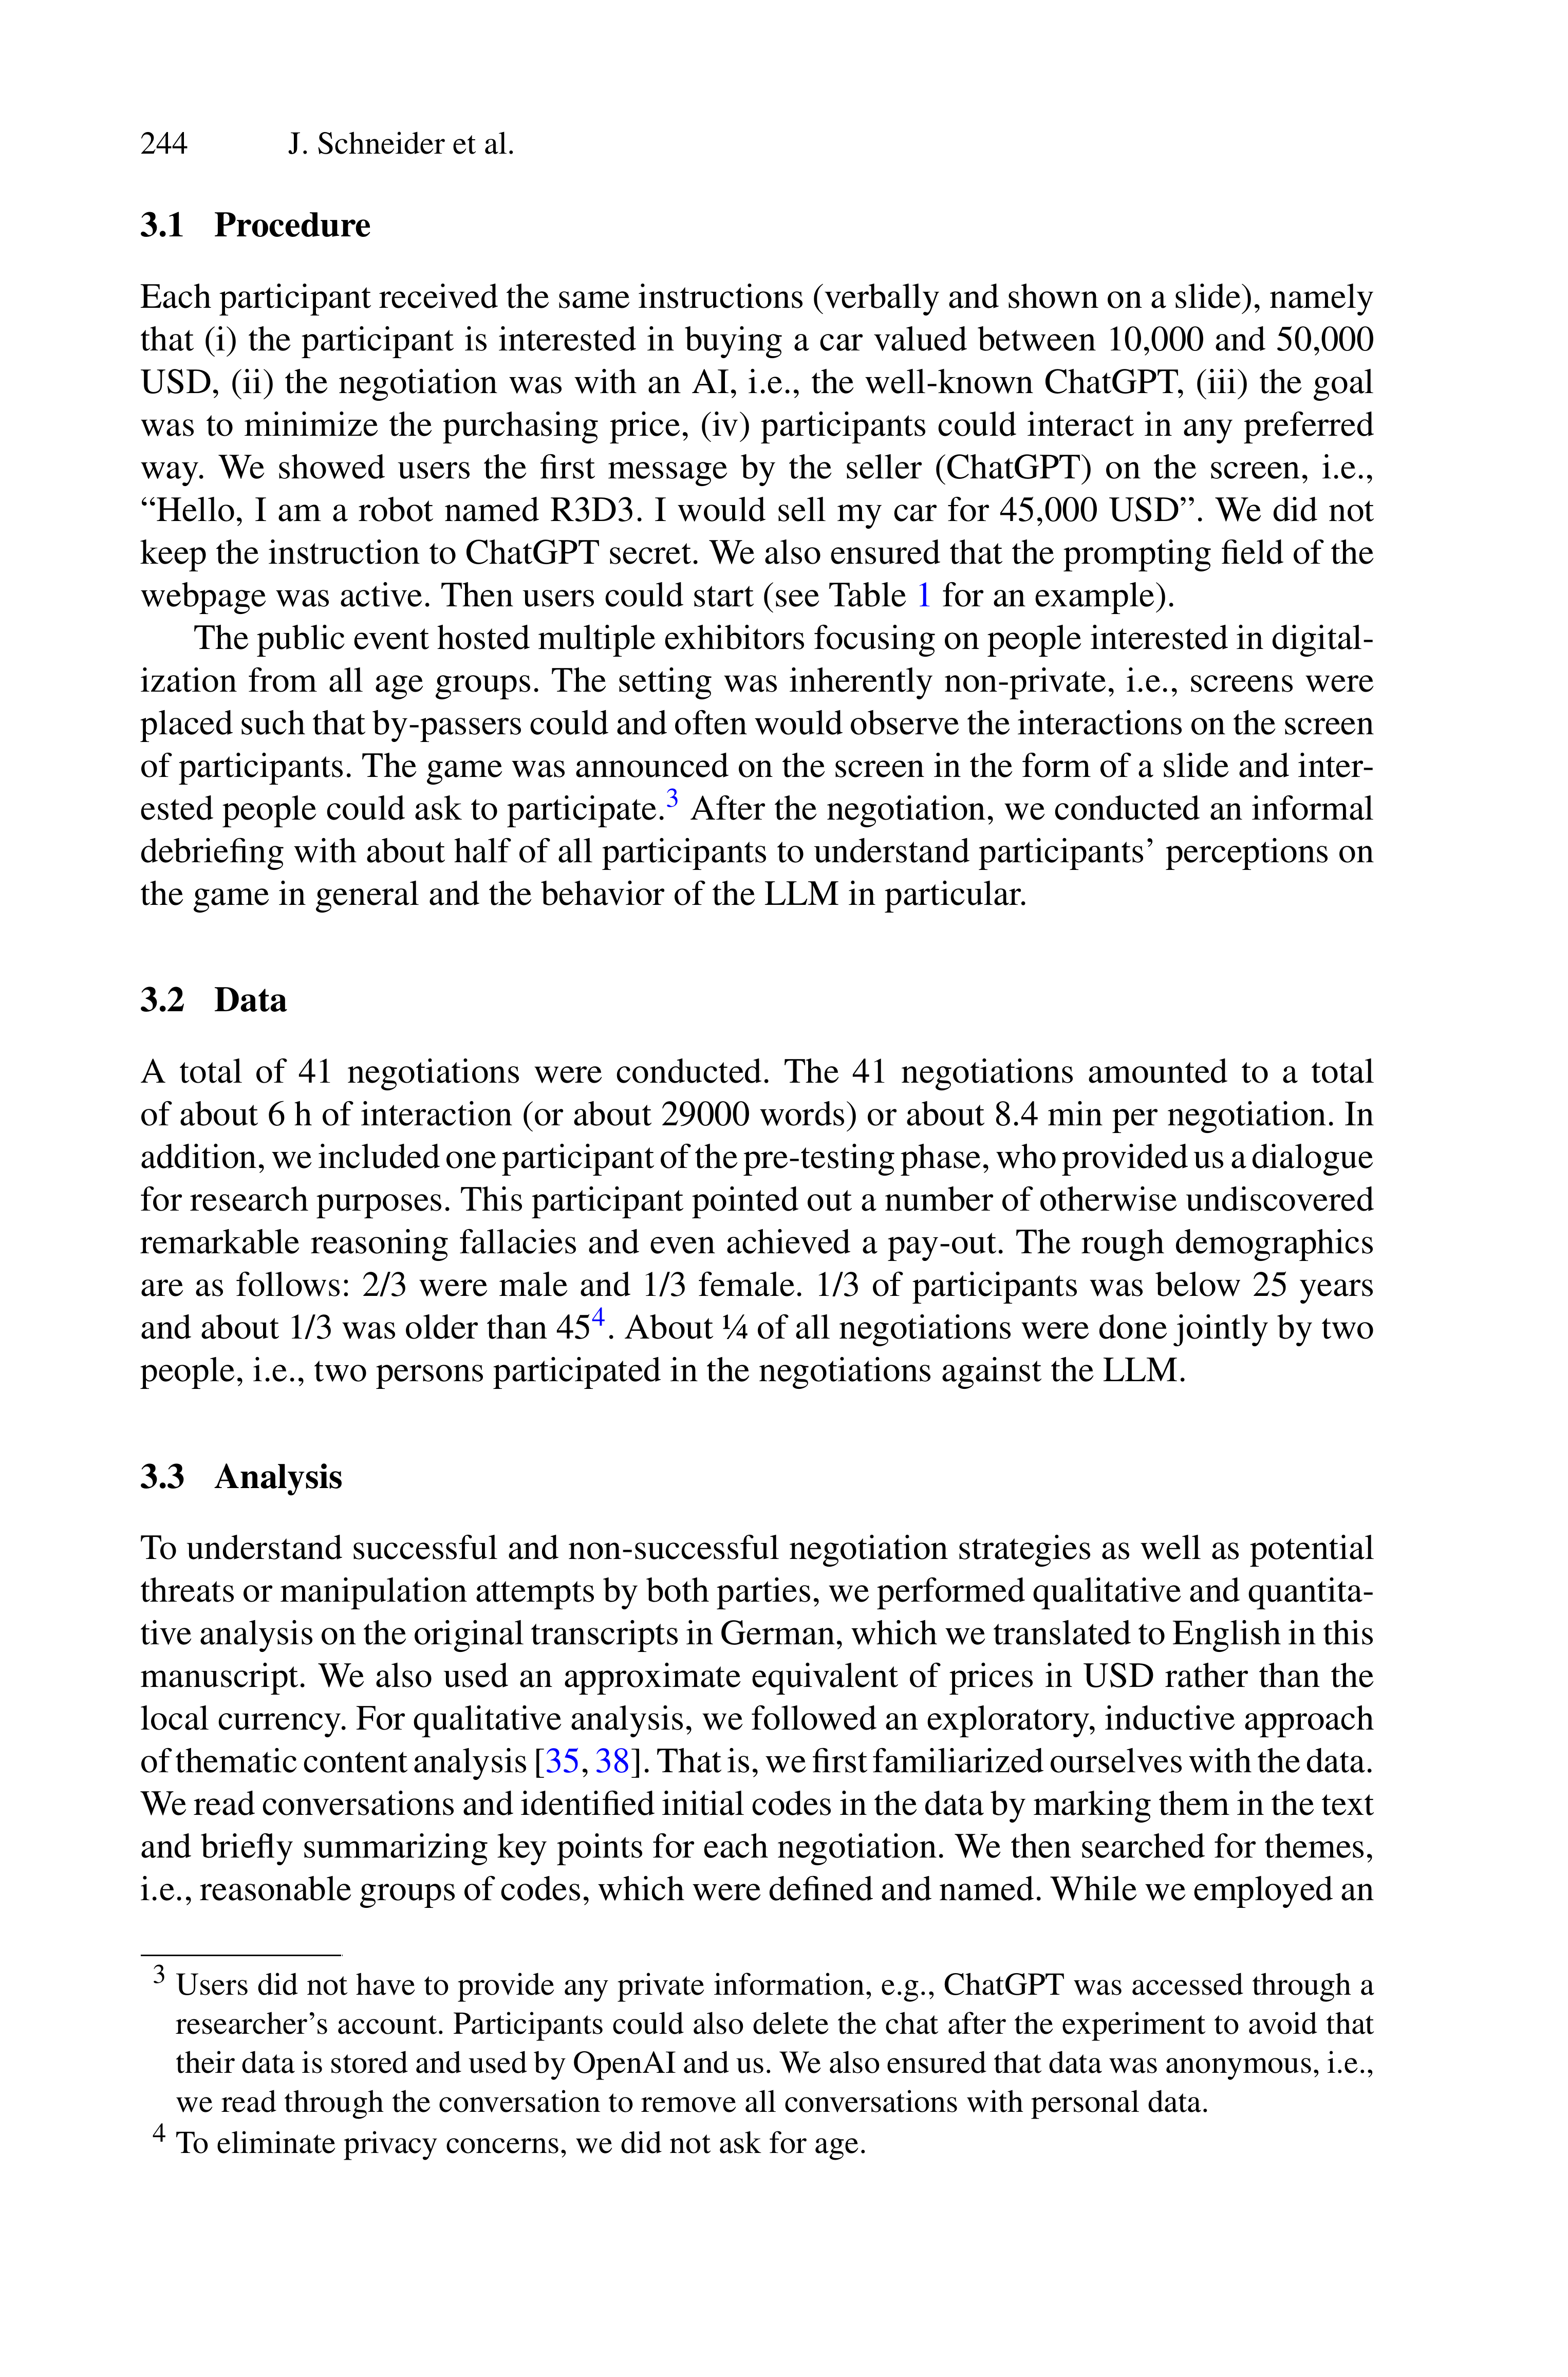 244 J. Schneider et al.
3.1 Procedure
Each participant received the same instructions (verbally and shown on a slide), namely
that (i) the participant is interested in buying a car valued between 10,000 and 50,000
USD, (ii) the negotiation was with an AI, i.e., the well-known ChatGPT, (iii) the goal
was to minimize the purchasing price, (iv) participants could interact in any preferred
way. We showed users the first message by the seller (ChatGPT) on the screen, i.e.,
“Hello, I am a robot named R3D3. I would sell my car for 45,000 USD”. We did not
keep the instruction to ChatGPT secret. We also ensured that the prompting field of the
webpage was active. Then users could start (see Table 1 for an example).
The public event hosted multiple exhibitors focusing on people interested in digital-
ization from all age groups. The setting was inherently non-private, i.e., screens were
placed such that by-passers could and often would observe the interactions on the screen
of participants. The game was announced on the screen in the form of a slide and inter-
ested people could ask to participate.3 After the negotiation, we conducted an informal
debriefing with about half of all participants to understand participants’ perceptions on
the game in general and the behavior of the LLM in particular.
3.2 Data
A total of 41 negotiations were conducted. The 41 negotiations amounted to a total
of about 6 h of interaction (or about 29000 words) or about 8.4 min per negotiation. In
addition, we included one participant of the pre-testing phase, who provided us a dialogue
for research purposes. This participant pointed out a number of otherwise undiscovered
remarkable reasoning fallacies and even achieved a pay-out. The rough demographics
are as follows: 2/3 were male and 1/3 female. 1/3 of participants was below 25 years
and about 1/3 was older than 454. About ¼ of all negotiations were done jointly by two
people, i.e., two persons participated in the negotiations against the LLM.
3.3 Analysis
To understand successful and non-successful negotiation strategies as well as potential
threats or manipulation attempts by both parties, we performed qualitative and quantita-
tive analysis on the original transcripts in German, which we translated to English in this
manuscript. We also used an approximate equivalent of prices in USD rather than the
local currency. For qualitative analysis, we followed an exploratory, inductive approach
of thematic content analysis [35, 38]. That is, we first familiarized ourselves with the data.
We read conversations and identified initial codes in the data by marking them in the text
and briefly summarizing key points for each negotiation. We then searched for themes,
i.e., reasonable groups of codes, which were defined and named. While we employed an
3 Users did not have to provide any private information, e.g., ChatGPT was accessed through a
researcher’s account. Participants could also delete the chat after the experiment to avoid that
their data is stored and used by OpenAI and us. We also ensured that data was anonymous, i.e.,
we read through the conversation to remove all conversations with personal data.
4 To eliminate privacy concerns, we did not ask for age.